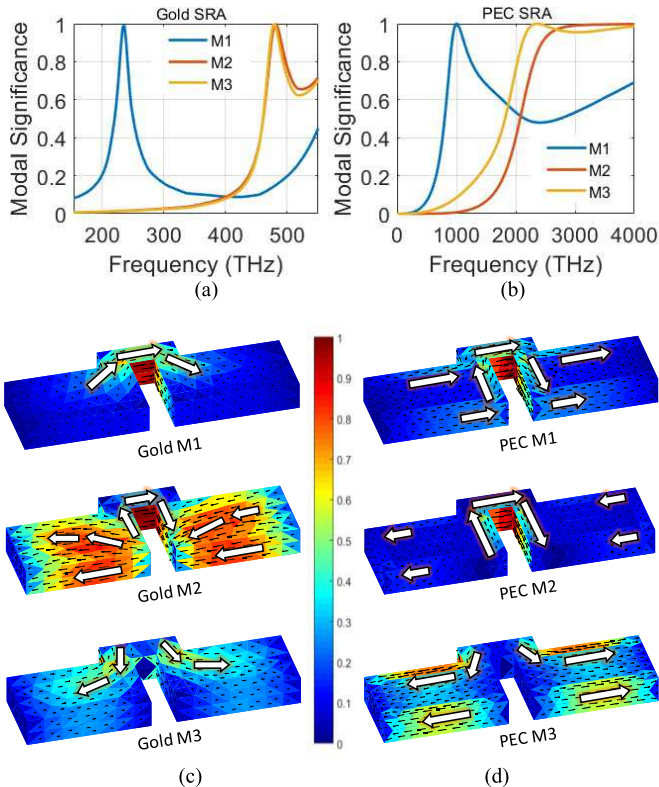 Gold SRA
Modal Significance
1
0.8
0.6
0.4
0.2
0
M1
M2
M3
200
300
400
500
Frequency (THz)
(a)
PEC SRA
Modal Significance
1
0.8
0.6
0.4
0.2
0
M1
M2
M3
0
1000
2000
3000
4000
Frequency (THz)
(b)
Gold M1
Gold M2
Gold M3
(c)
1
0.9
0.8
0.7
0.6
0.5
0.4
0.3
0.2
0.1
0
PEC M1
PEC M2
PEC M3
(d)